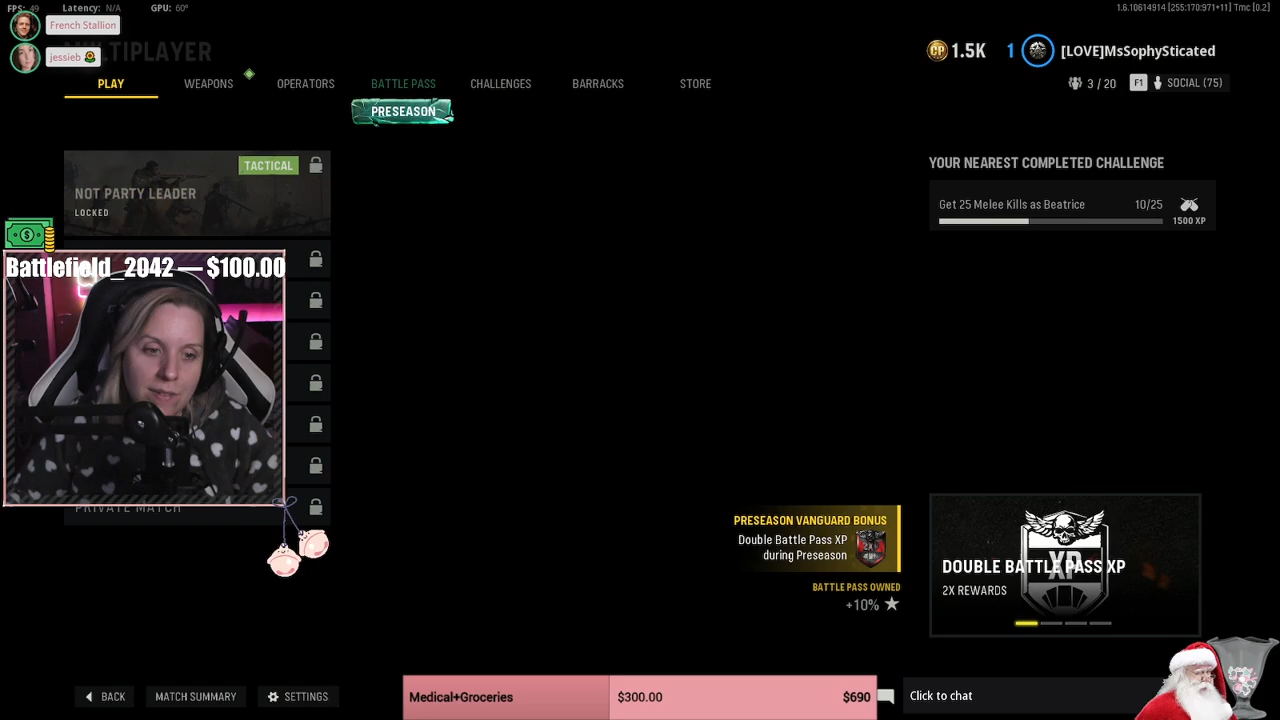 FPS: 49 Latency: N/A GPU: 60°
1.6.10614914 [255:170:971+11] Tmc [0.2]
French Stallion
jessieb
MULTIPLAYER
1.5K 1 [LOVE]MsSophySticated
PLAY WEAPONS OPERATORS BATTLE PASS CHALLENGES BARRACKS STORE
3 / 20 F1 SOCIAL (75)
PRESEASON
TACTICAL
NOT PARTY LEADER
LOCKED
YOUR NEAREST COMPLETED CHALLENGE
Get 25 Melee Kills as Beatrice 10/25
1500 XP
Battlefield_2042 — $100.00
PRIVATE MATCH
PRESEASON VANGUARD BONUS
Double Battle Pass XP
during Preseason
BATTLE PASS OWNED
+10%
XP
DOUBLE BATTLE PASS XP
2X REWARDS
BACK MATCH SUMMARY SETTINGS
Medical+Groceries $300.00 $690
Click to chat